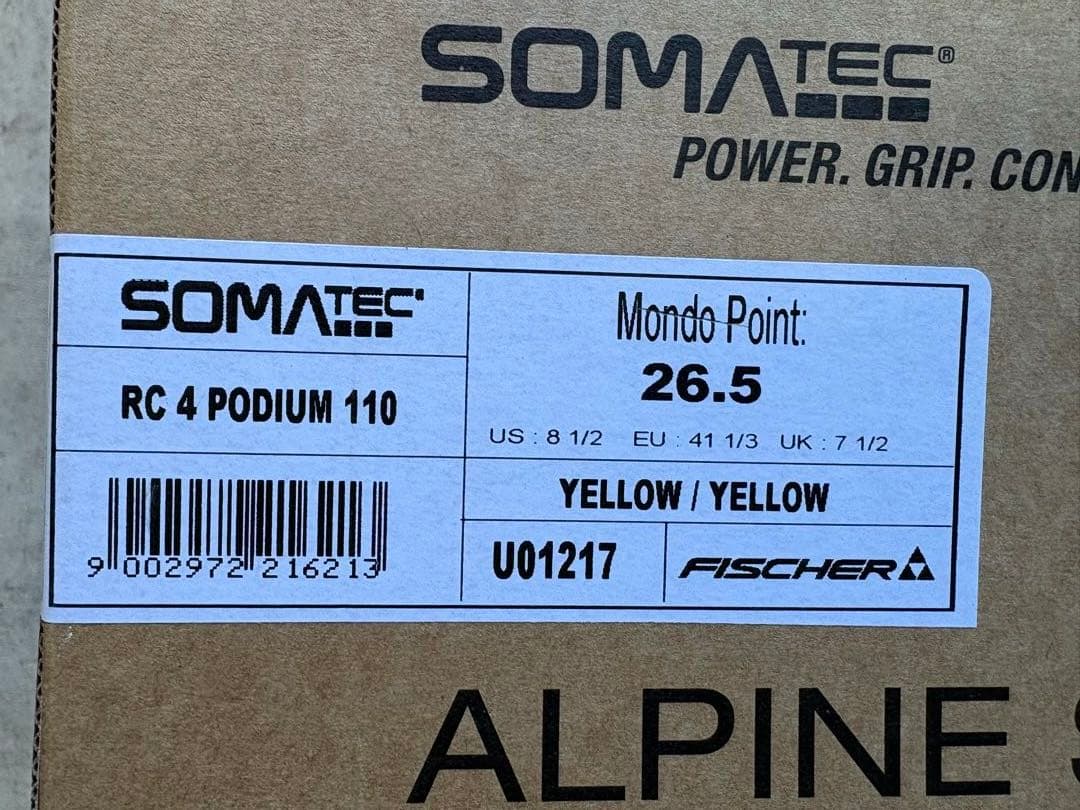 SOMATEC®
POWER. GRIP. CON
SOMATEC
RC 4 PODIUM 110
9 002972 216213
Mondo Point:
26.5
US : 8 1/2 EU : 41 1/3 UK : 7 1/2
YELLOW / YELLOW
U01217
FISCHER
ALPINE